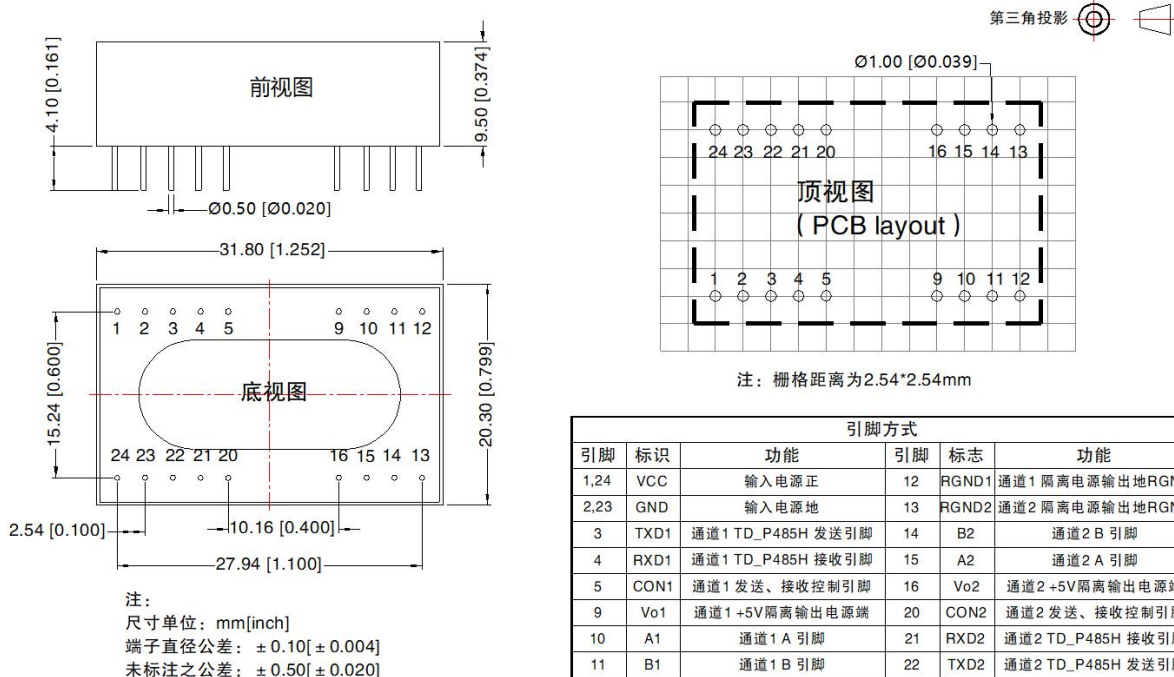 第三角投影
4.10 [0.161]
前视图
9.50 [0.374]
Ø0.50 [Ø0.020]
Ø1.00 [Ø0.039]
24 23 22 21 20 16 15 14 13
顶视图
( PCB layout )
1 2 3 4 5 9 10 11 12
注：栅格距离为2.54*2.54mm
31.80 [1.252]
1 2 3 4 5 9 10 11 12
15.24 [0.600]
底视图
20.30 [0.799]
24 23 22 21 20 16 15 14 13
2.54 [0.100]
10.16 [0.400]
27.94 [1.100]
注：
尺寸单位：mm[inch]
端子直径公差：±0.10[±0.004]
未标注之公差：±0.50[±0.020]
引脚方式
引脚 标识 功能 引脚 标志 功能
1,24 VCC 输入电源正 12 RGND1 通道1 隔离电源输出地
2,23 GND 输入电源地 13 RGND2 通道2 隔离电源输出地
3 TXD1 通道1 TD_P485H 发送引脚 14 B2 通道2 B 引脚
4 RXD1 通道1 TD_P485H 接收引脚 15 A2 通道2 A 引脚
5 CON1 通道1 发送、接收控制引脚 16 Vo2 通道2 +5V隔离输出电源端
9 Vo1 通道1 +5V隔离输出电源端 20 CON2 通道2 发送、接收控制引脚
10 A1 通道1 A 引脚 21 RXD2 通道2 TD_P485H 接收引脚
11 B1 通道1 B 引脚 22 TXD2 通道2 TD_P485H 发送引脚